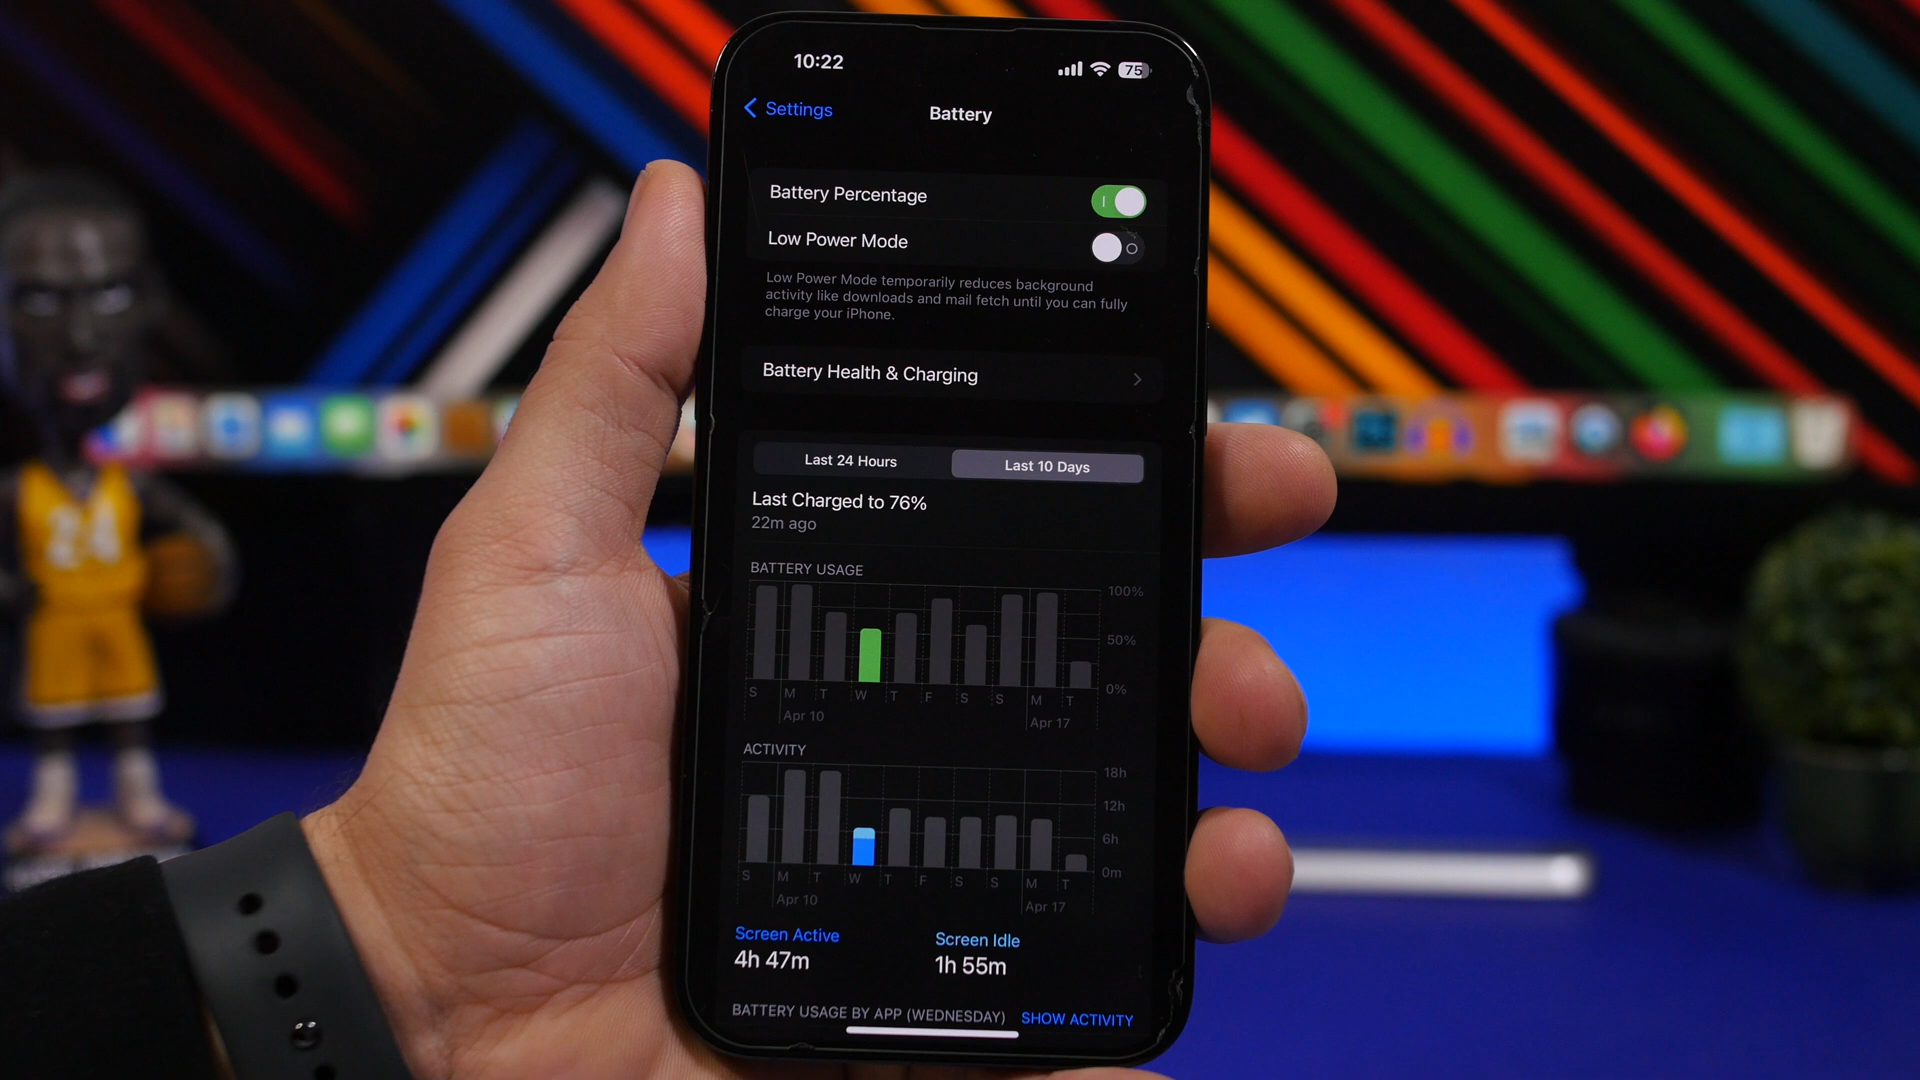 10:22
75
Settings
Battery
Battery Percentage
Low Power Mode
Low Power Mode temporarily reduces background
activity like downloads and mail fetch until you can fully
charge your iPhone.
Battery Health & Charging
Last 24 Hours
Last 10 Days
Last Charged to 76%
22m ago
BATTERY USAGE
100%
50%
0%
S M T W T F S S M T
Apr 10 Apr 17
ACTIVITY
18h
12h
6h
0m
S M T W T F S S M T
Apr 10 Apr 17
Screen Active
4h 47m
Screen Idle
1h 55m
BATTERY USAGE BY APP (WEDNESDAY) SHOW ACTIVITY
24